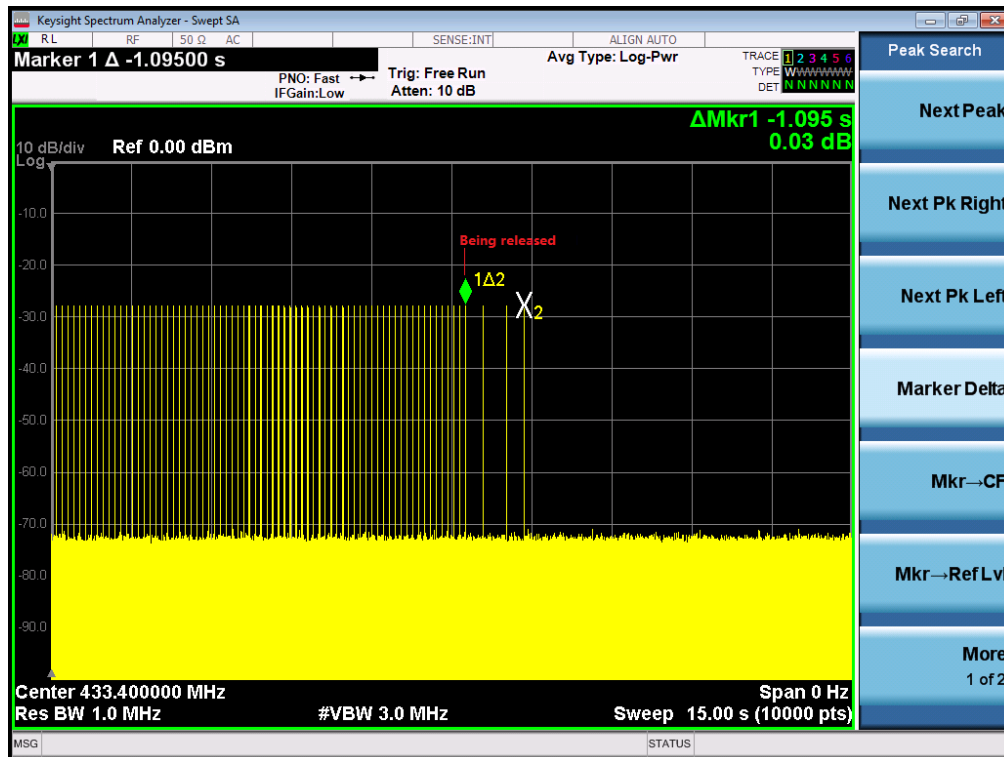 Keysight Spectrum Analyzer - Swept SA
LXI RL RF 50 Ω AC SENSE:INT ALIGN AUTO
Marker 1 Δ -1.09500 s
PNO: Fast
IFGain:Low
Trig: Free Run
Atten: 10 dB
Avg Type: Log-Pwr
TRACE 1 2 3 4 5 6
TYPE WWWWWW
DET N N N N N N
ΔMkr1 -1.095 s
0.03 dB
10 dB/div
Log
Ref 0.00 dBm
-10.0
-20.0
-30.0
-40.0
-50.0
-60.0
-70.0
-80.0
-90.0
Being released
1Δ2
X2
Center 433.400000 MHz
Span 0 Hz
Res BW 1.0 MHz
#VBW 3.0 MHz
Sweep 15.00 s (10000 pts)
MSG
STATUS
Peak Search
Next Peak
Next Pk Right
Next Pk Left
Marker Delta
Mkr→CF
Mkr→Ref Lvl
More
1 of 2